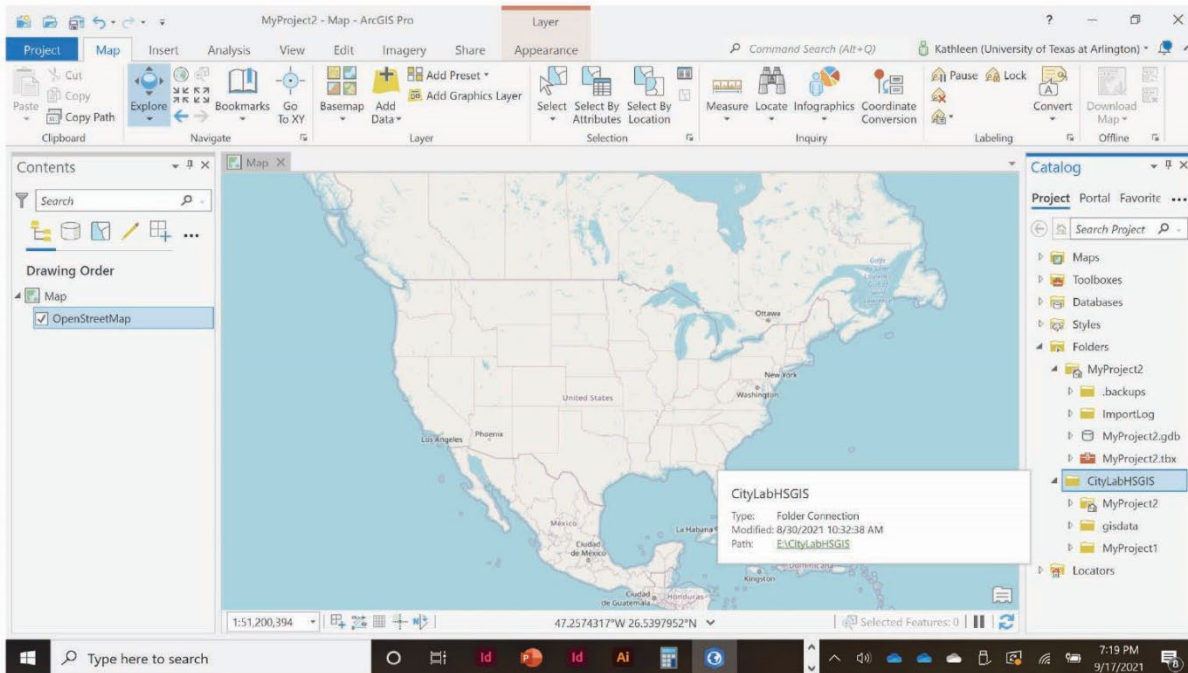 MyProject2 - Map - ArcGIS Pro
Layer
?
Project
Map
Insert
Analysis
View
Edit
Imagery
Share
Appearance
Command Search (Alt+Q)
Kathleen (University of Texas at Arlington)
Paste
Cut
Copy
Copy Path
Clipboard
Explore
Bookmarks
Go
To XY
Navigate
Basemap
Add
Data
Add Preset
Add Graphics Layer
Layer
Select
Select By
Attributes
Select By
Location
Selection
Measure
Locate
Infographics
Coordinate
Conversion
Inquiry
Pause
Lock
Labeling
Convert
Download
Map
Offline
Contents
Search
Drawing Order
Map
OpenStreetMap
Map
Ottawa
New York
Washington
United States
Los Angeles
Phoenix
México
Ciudad
de México
La Habana
Kingston
Dominicana
Ciudad
de Guatemala
Honduras
CityLabHSGIS
Type: Folder Connection
Modified: 8/30/2021 10:32:38 AM
Path: E:\CityLabHSGIS
1:51,200,394
47.2574317°W 26.5397952°N
Selected Features: 0
Catalog
Project Portal Favorite
Search Project
Maps
Toolboxes
Databases
Styles
Folders
MyProject2
.backups
ImportLog
MyProject2.gdb
MyProject2.tbx
CityLabHSGIS
MyProject2
gisdata
MyProject1
Locators
Type here to search
Id
P
Id
Ai
7:19 PM
9/17/2021
8